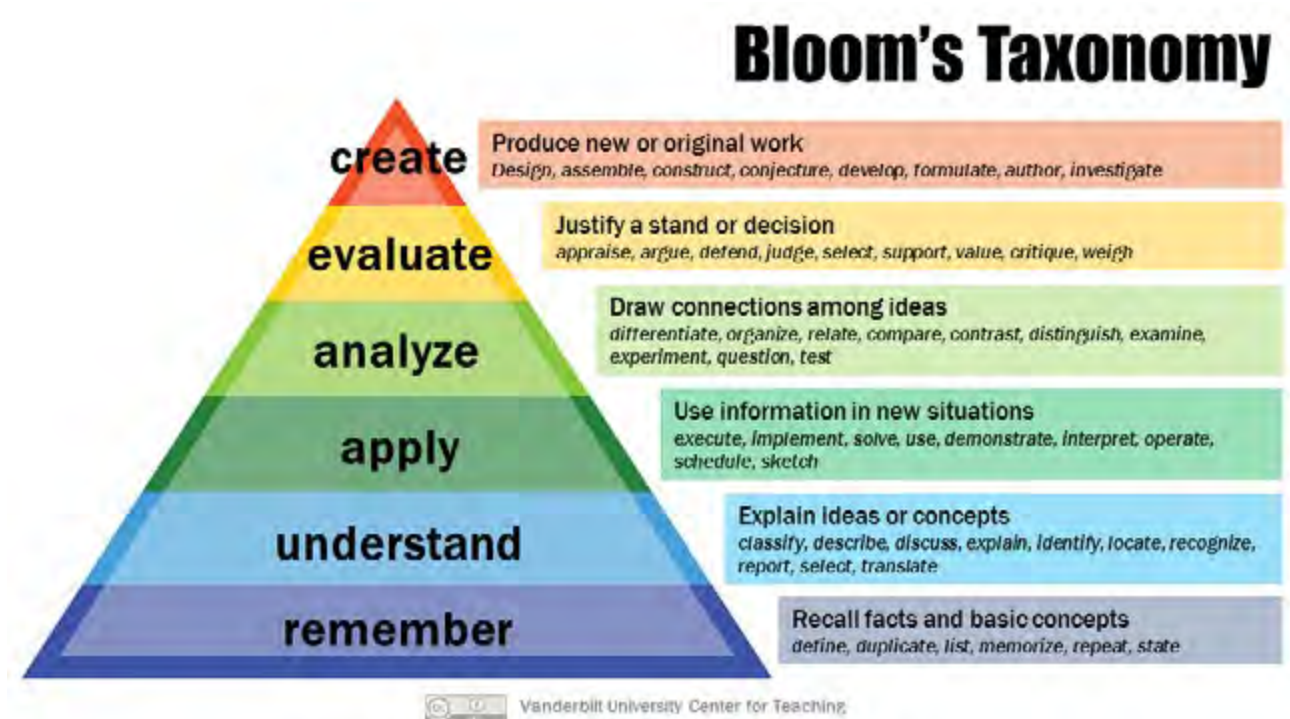 Bloom's Taxonomy
create
Produce new or original work
Design, assemble, construct, conjecture, develop, formulate, author, investigate
evaluate
Justify a stand or decision
appraise, argue, defend, judge, select, support, value, critique, weigh
analyze
Draw connections among ideas
differentiate, organize, relate, compare, contrast, distinguish, examine,
experiment, question, test
apply
Use information in new situations
execute, implement, solve, use, demonstrate, interpret, operate,
schedule, sketch
understand
Explain ideas or concepts
classify, describe, discuss, explain, identify, locate, recognize,
report, select, translate
remember
Recall facts and basic concepts
define, duplicate, list, memorize, repeat, state
cc
Vanderbilt University Center for Teaching